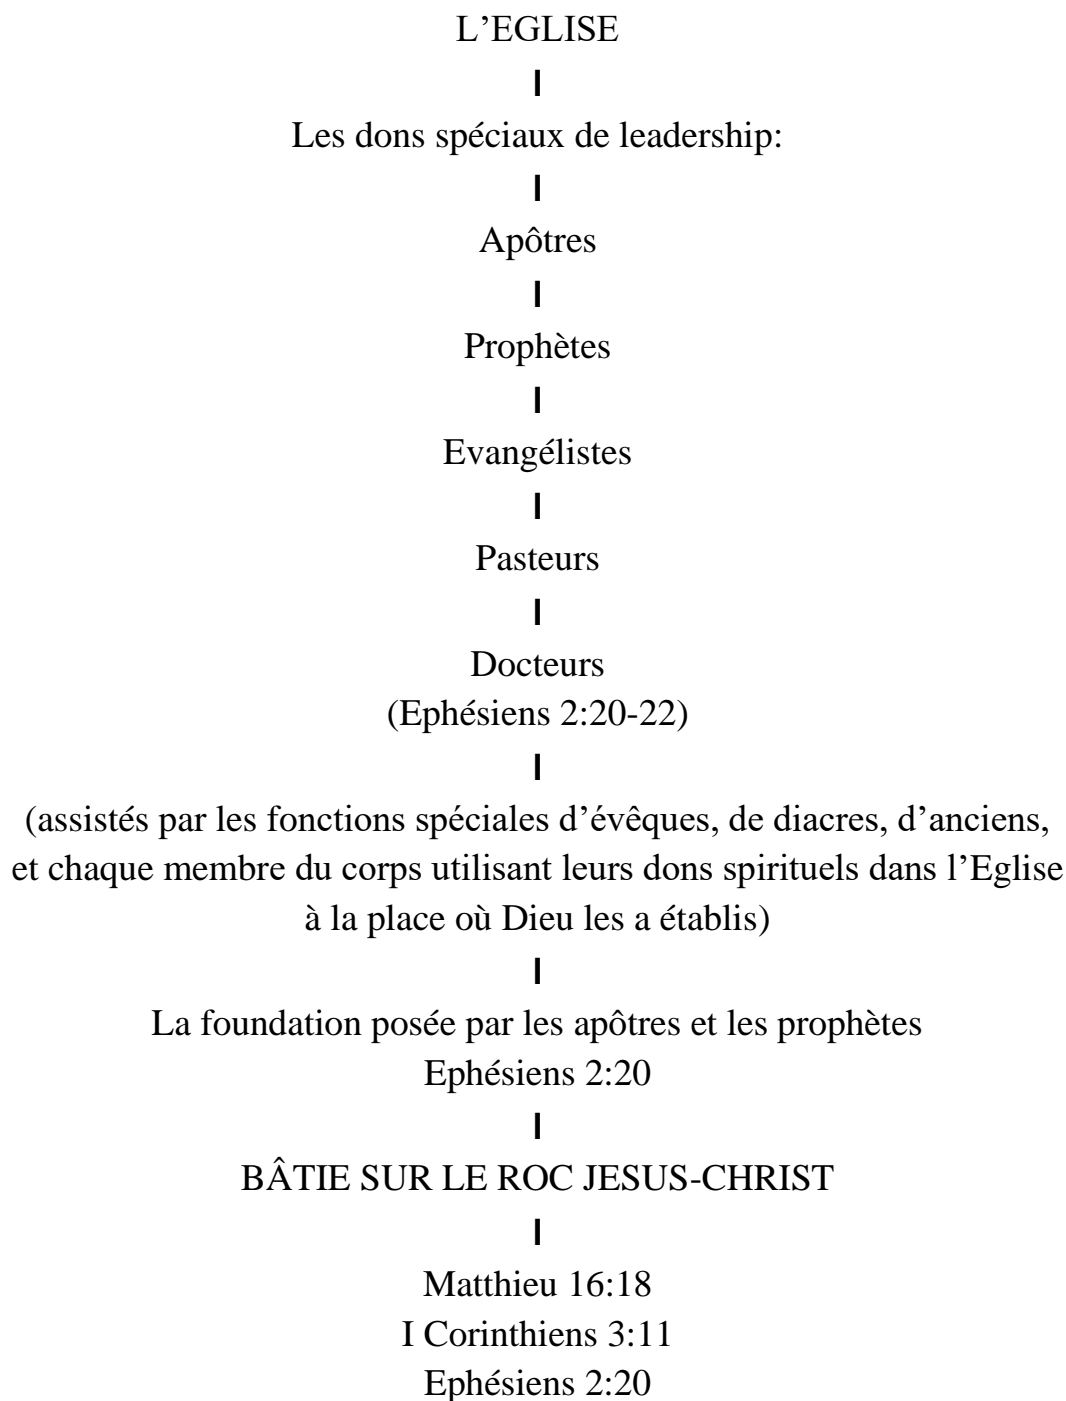 L’EGLISE
Les dons spéciaux de leadership:
Apôtres
Prophètes
Evangélistes
Pasteurs
Docteurs
(Ephésiens 2:20-22)
(assistés par les fonctions spéciales d’évêques, de diacres, d’anciens,
et chaque membre du corps utilisant leurs dons spirituels dans l’Eglise
à la place où Dieu les a établis)
La foundation posée par les apôtres et les prophètes
Ephésiens 2:20
BÂTIE SUR LE ROC JESUS-CHRIST
Matthieu 16:18
I Corinthiens 3:11
Ephésiens 2:20